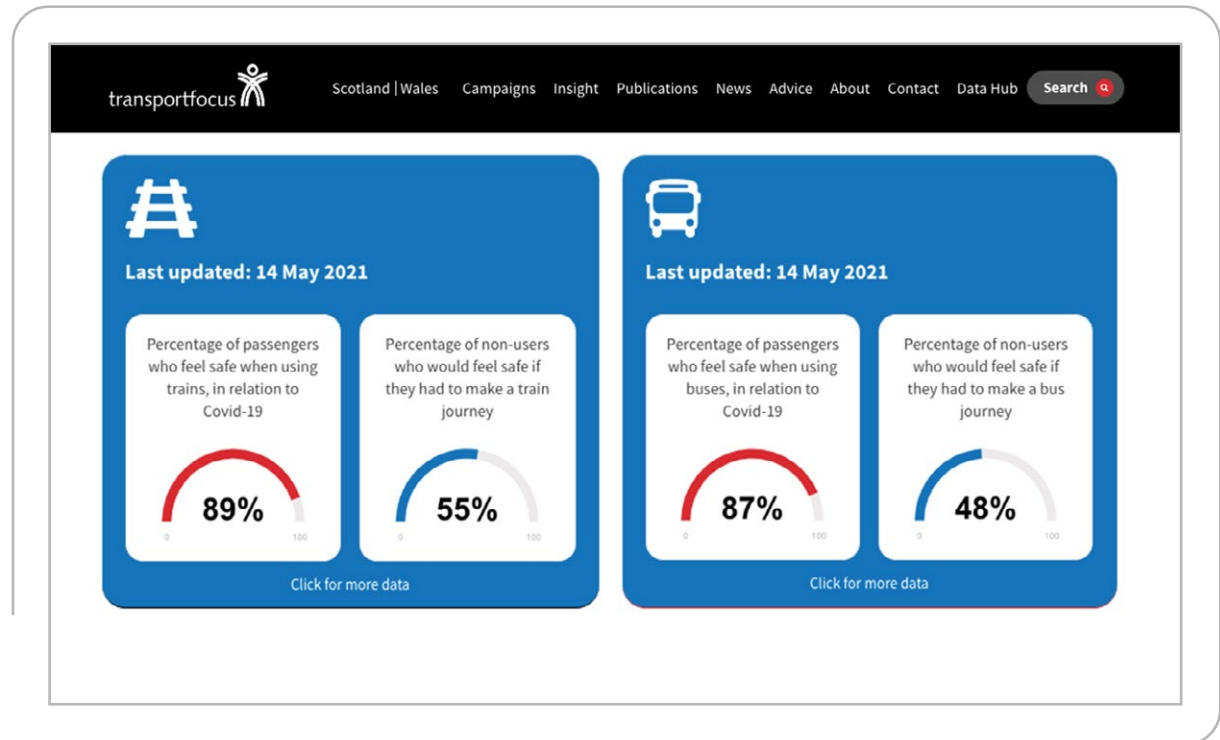 transportfocus
Scotland | Wales Campaigns Insight Publications News Advice About Contact Data Hub Search
Last updated: 14 May 2021
Percentage of passengers
who feel safe when using
trains, in relation to
Covid-19
89%
0 100
Percentage of non-users
who would feel safe if
they had to make a train
journey
55%
0 100
Click for more data
Last updated: 14 May 2021
Percentage of passengers
who feel safe when using
buses, in relation to
Covid-19
87%
0 100
Percentage of non-users
who would feel safe if
they had to make a bus
journey
48%
0 100
Click for more data